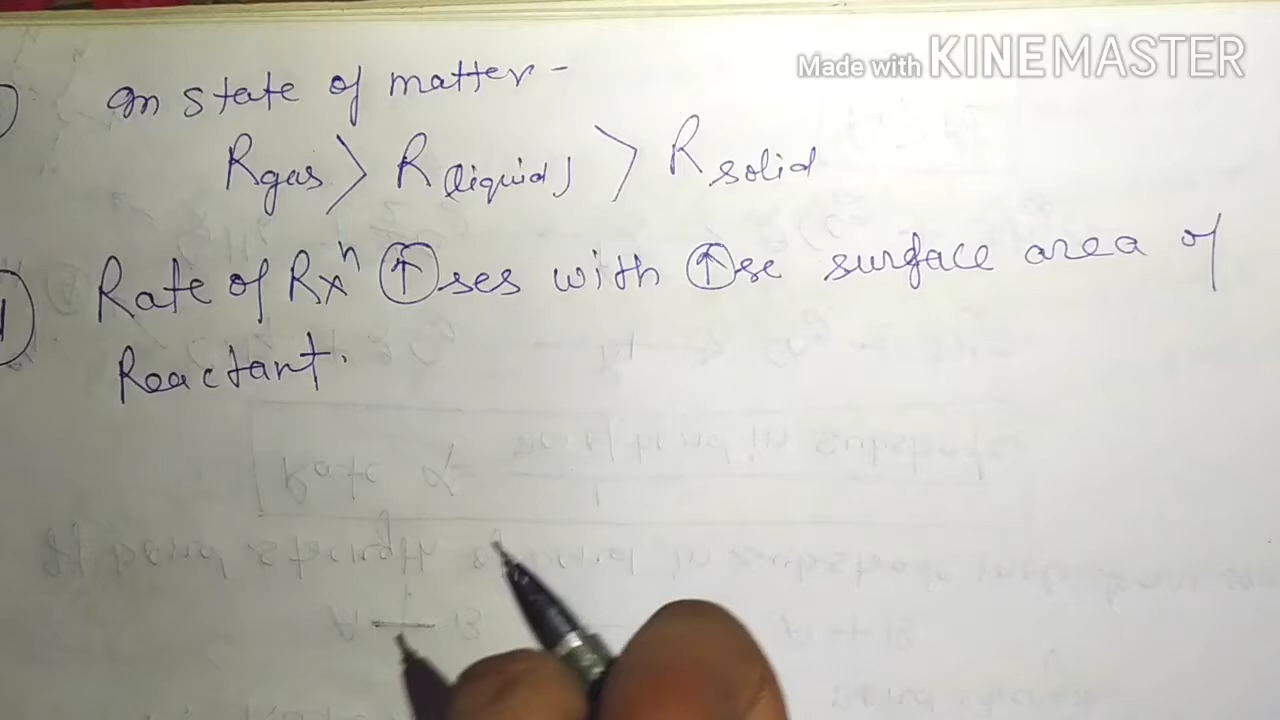 Made with KINEMASTER
on state of matter -
Rgas > R(liquid) > Rsolid
Rate of Rxⁿ ↑ses with ↑se surface area of
Reactant.